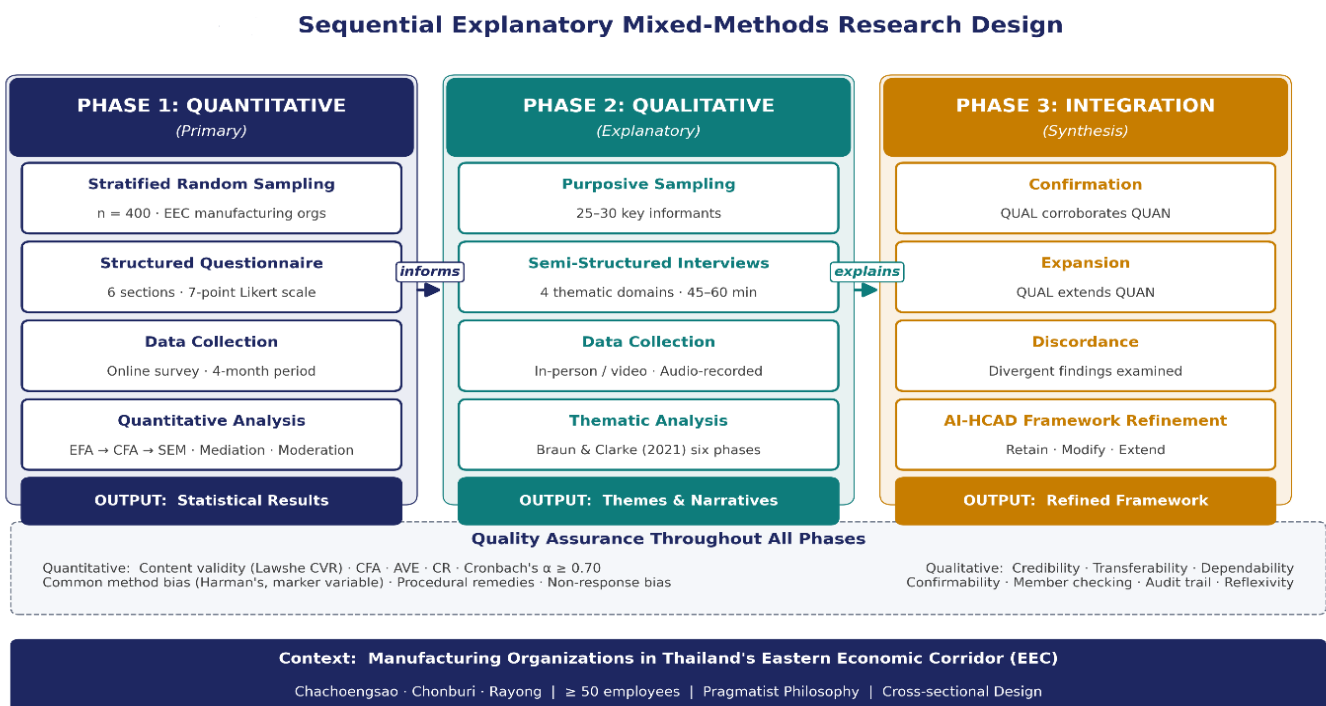 Sequential Explanatory Mixed-Methods Research Design
PHASE 1: QUANTITATIVE
(Primary)
Stratified Random Sampling
n = 400 · EEC manufacturing orgs
Structured Questionnaire
6 sections · 7-point Likert scale
Data Collection
Online survey · 4-month period
Quantitative Analysis
EFA → CFA → SEM · Mediation · Moderation
OUTPUT:  Statistical Results
informs
PHASE 2: QUALITATIVE
(Explanatory)
Purposive Sampling
25–30 key informants
Semi-Structured Interviews
4 thematic domains · 45–60 min
Data Collection
In-person / video · Audio-recorded
Thematic Analysis
Braun & Clarke (2021) six phases
OUTPUT:  Themes & Narratives
explains
PHASE 3: INTEGRATION
(Synthesis)
Confirmation
QUAL corroborates QUAN
Expansion
QUAL extends QUAN
Discordance
Divergent findings examined
AI-HCAD Framework Refinement
Retain · Modify · Extend
OUTPUT:  Refined Framework
Quality Assurance Throughout All Phases
Quantitative:  Content validity (Lawshe CVR) · CFA · AVE · CR · Cronbach's α ≥ 0.70
Common method bias (Harman's, marker variable) · Procedural remedies · Non-response bias
Qualitative:  Credibility · Transferability · Dependability
Confirmability · Member checking · Audit trail · Reflexivity
Context:  Manufacturing Organizations in Thailand's Eastern Economic Corridor (EEC)
Chachoengsao · Chonburi · Rayong  |  ≥ 50 employees  |  Pragmatist Philosophy  |  Cross-sectional Design